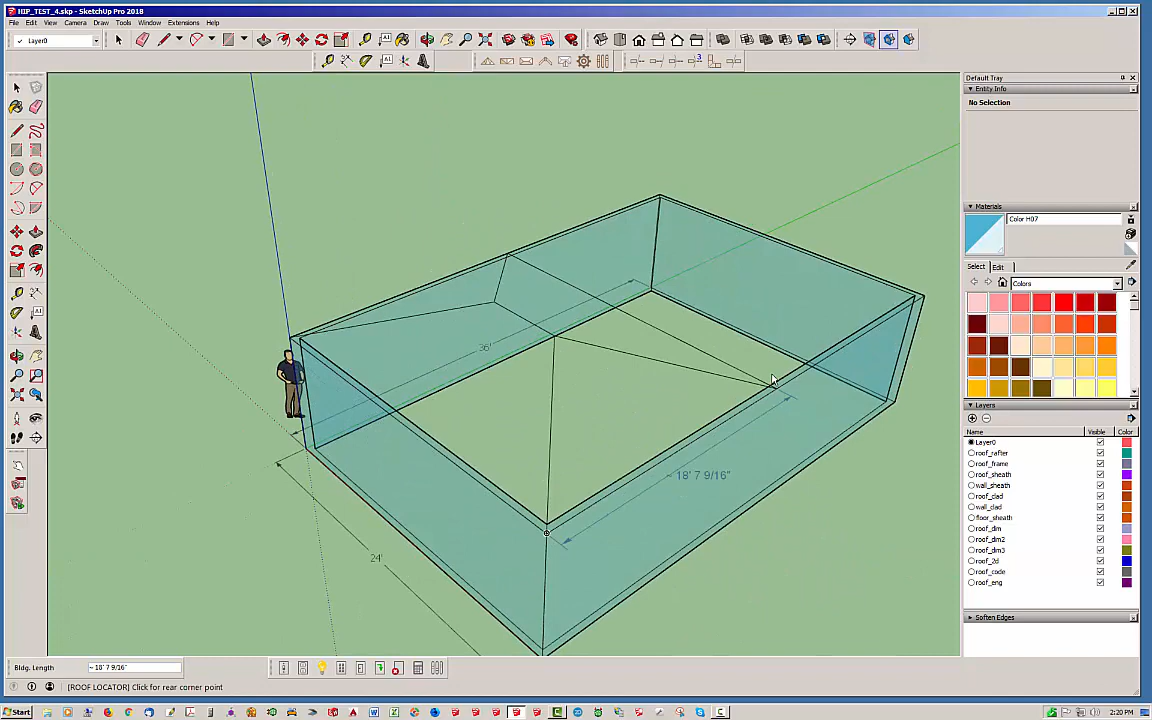 HIP_TEST_4.skp - SketchUp Pro 2018
File Edit View Camera Draw Tools Window Extensions Help
Layer0
Default Tray
Entity Info
No Selection
Materials
Color H07
Select Edit
Colors
Layers
Name Visible Color
Layer0
roof_rafter
roof_frame
roof_sheath
wall_sheath
roof_clad
wall_clad
floor_sheath
roof_dim
roof_dim2
roof_dim3
roof_2d
roof_code
roof_eng
Soften Edges
36'
~ 18' 7 9/16"
24'
Bldg. Length ~ 18' 7 9/16"
[ROOF LOCATOR] Click for rear corner point
Start
2:20 PM